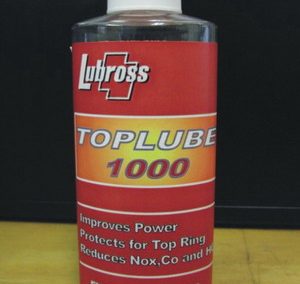 Lubross
TOPLUBE
1000
Improves Power
Protects for Top Ring
Reduces Nox,Co and